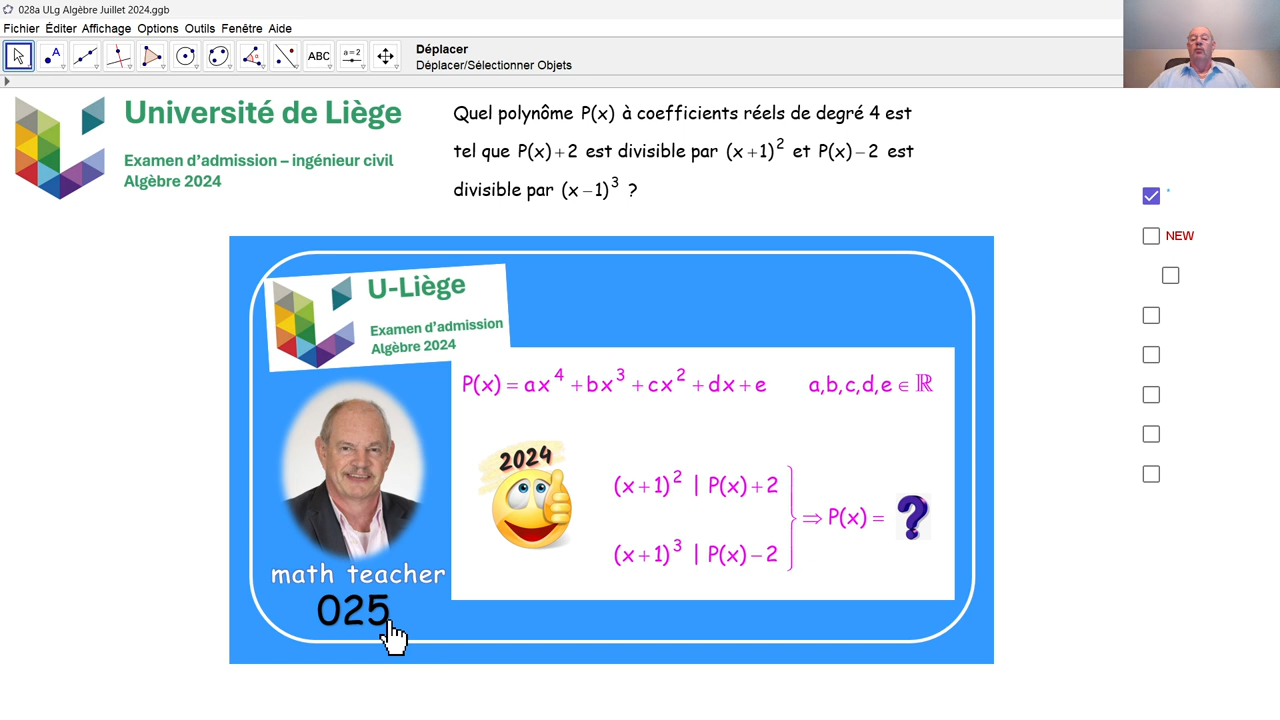 028a ULg Algèbre Juillet 2024.ggb
Fichier Éditer Affichage Options Outils Fenêtre Aide
A
ABC
a=2
Déplacer
Déplacer/Sélectionner Objets
Université de Liège
Examen d'admission – ingénieur civil
Algèbre 2024
Quel polynôme P(x) à coefficients réels de degré 4 est
tel que P(x)+2 est divisible par (x+1)² et P(x)−2 est
divisible par (x−1)³ ?
*
NEW
U-Liège
Examen d'admission
Algèbre 2024
P(x) = ax⁴ + bx³ + cx² + dx + e a,b,c,d,e ∈ ℝ
2024
(x+1)² | P(x)+2
⇒ P(x) = ?
(x+1)³ | P(x)−2
math teacher
025